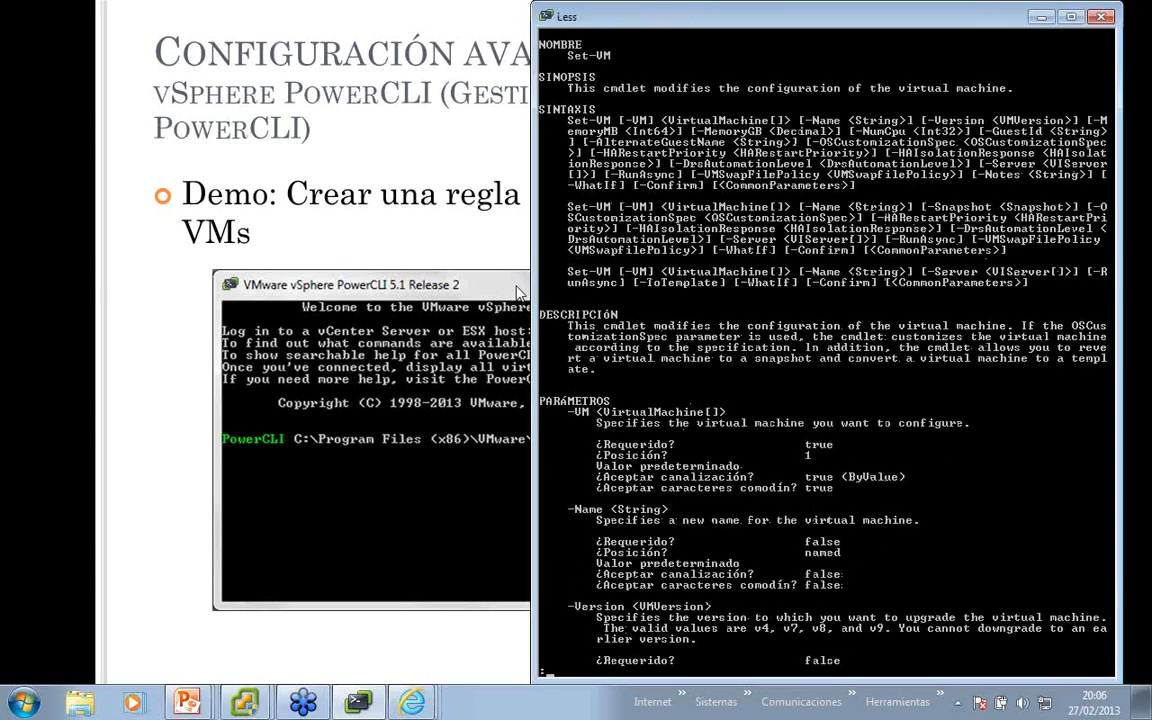 CONFIGURACIÓN AVA
VSPHERE POWERCLI (GESTI
POWERCLI)
Demo: Crear una regla
VMs
VMware vSphere PowerCLI 5.1 Release 2
Welcome to the VMware vSphere
Log in to a vCenter Server or ESX host:
To find out what commands are available
To show searchable help for all PowerCL
Once you've connected, display all virt
If you need more help, visit the PowerC
Copyright (C) 1998-2013 VMware,
PowerCLI C:\Program Files (x86)\VMware\
Less
NOMBRE
Set-VM
SINOPSIS
This cmdlet modifies the configuration of the virtual machine.
SINTAXIS
Set-VM [-VM] <VirtualMachine[]> [-Name <String>] [-Version <VMVersion>] [-M
emoryMB <Int64>] [-MemoryGB <Decimal>] [-NumCpu <Int32>] [-GuestId <String>
] [-AlternateGuestName <String>] [-OSCustomizationSpec <OSCustomizationSpec
>] [-HARestartPriority <HARestartPriority>] [-HAIsolationResponse <HAIsolat
ionResponse>] [-DrsAutomationLevel <DrsAutomationLevel>] [-Server <VIServer
[]>] [-RunAsync] [-VMSwapFilePolicy <VMSwapFilePolicy>] [-Notes <String>] [
-WhatIf] [-Confirm] [<CommonParameters>]
Set-VM [-VM] <VirtualMachine[]> [-Name <String>] [-Snapshot <Snapshot>] [-O
SCustomizationSpec <OSCustomizationSpec>] [-HARestartPriority <HARestartPri
ority>] [-HAIsolationResponse <HAIsolationResponse>] [-DrsAutomationLevel <
DrsAutomationLevel>] [-Server <VIServer[]>] [-RunAsync] [-VMSwapFilePolicy
<VMSwapFilePolicy>] [-WhatIf] [-Confirm] [<CommonParameters>]
Set-VM [-VM] <VirtualMachine[]> [-Name <String>] [-Server <VIServer[]>] [-R
unAsync] [-ToTemplate] [-WhatIf] [-Confirm] [<CommonParameters>]
DESCRIPCIóN
This cmdlet modifies the configuration of the virtual machine. If the OSCus
tomizationSpec parameter is used, the cmdlet customizes the virtual machine
according to the specification. In addition, the cmdlet allows you to reve
rt a virtual machine to a snapshot and convert a virtual machine to a templ
ate.
PARáMETROS
-VM <VirtualMachine[]>
Specifies the virtual machine you want to configure.
¿Requerido? true
¿Posición? 1
Valor predeterminado
¿Aceptar canalización? true (ByValue)
¿Aceptar caracteres comodín? true
-Name <String>
Specifies a new name for the virtual machine.
¿Requerido? false
¿Posición? named
Valor predeterminado
¿Aceptar canalización? false
¿Aceptar caracteres comodín? false
-Version <VMVersion>
Specifies the version to which you want to upgrade the virtual machine.
The valid values are v4, v7, v8, and v9. You cannot downgrade to an ea
rlier version.
¿Requerido? false
:
Internet » Sistemas » Comunicaciones » Herramientas »
20:06
27/02/2013